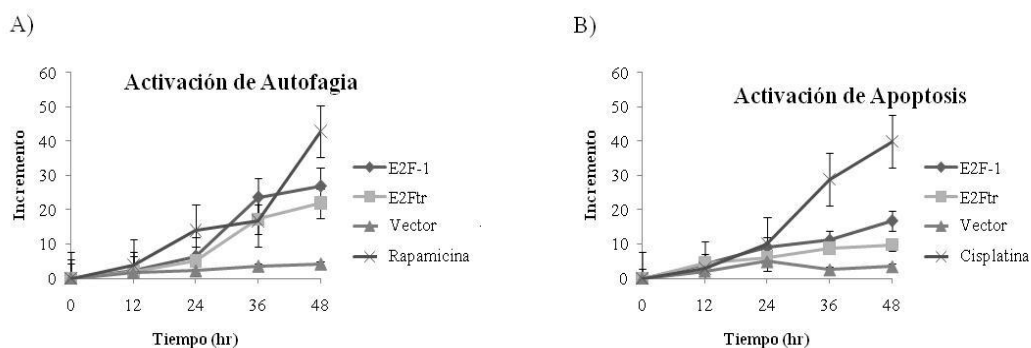 A)
Activación de Autofagia
Incremento
60
50
40
30
20
10
0
0 12 24 36 48
Tiempo (hr)
E2F-1
E2Ftr
Vector
Rapamicina
B)
Activación de Apoptosis
Incremento
60
50
40
30
20
10
0
0 12 24 36 48
Tiempo (hr)
E2F-1
E2Ftr
Vector
Cisplatina